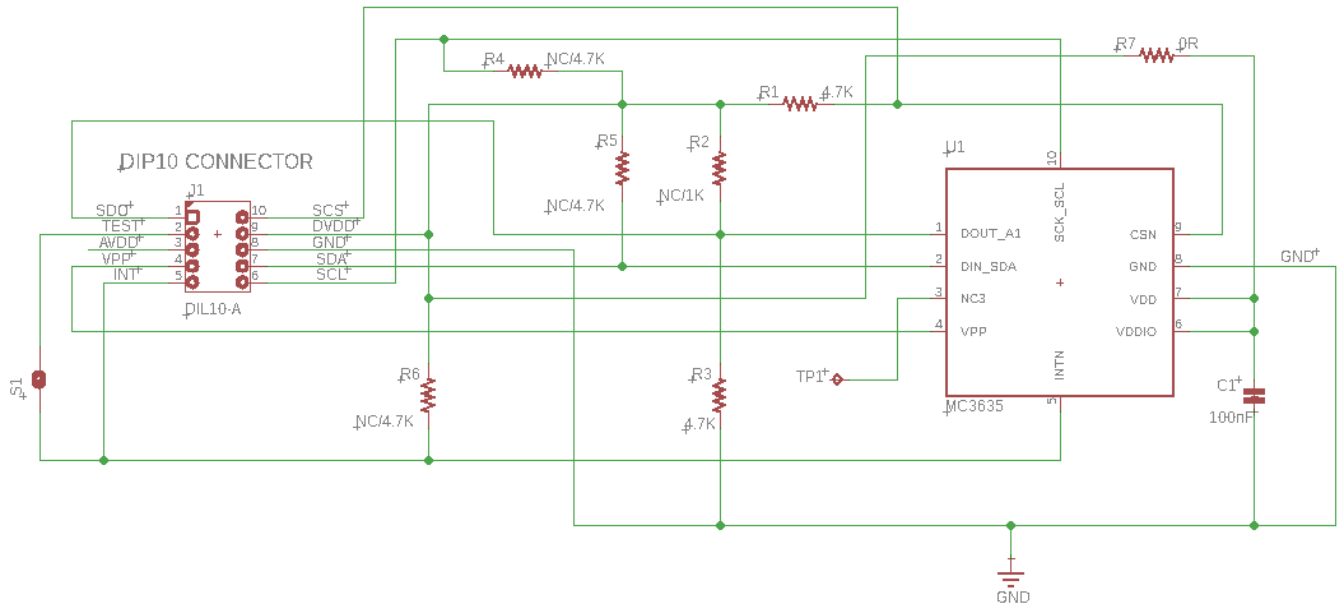 R4 NC/4.7K
R7 0R
R1 4.7K
R5
R2
NC/4.7K
NC/1K
DIP10 CONNECTOR
J1
SDO 1 10 SCS
TEST 2 9 DVDD
AVDD 3 8 GND
VPP 4 7 SDA
INT 5 6 SCL
DIL10-A
U1
10
SCK_SCL
1 DOUT_A1 CSN 9
2 DIN_SDA GND 8
GND
3 NC3 VDD 7
4 VPP VDDIO 6
INTN
5
MC3635
S1
R6
NC/4.7K
R3
4.7K
TP1
C1
100nF
GND